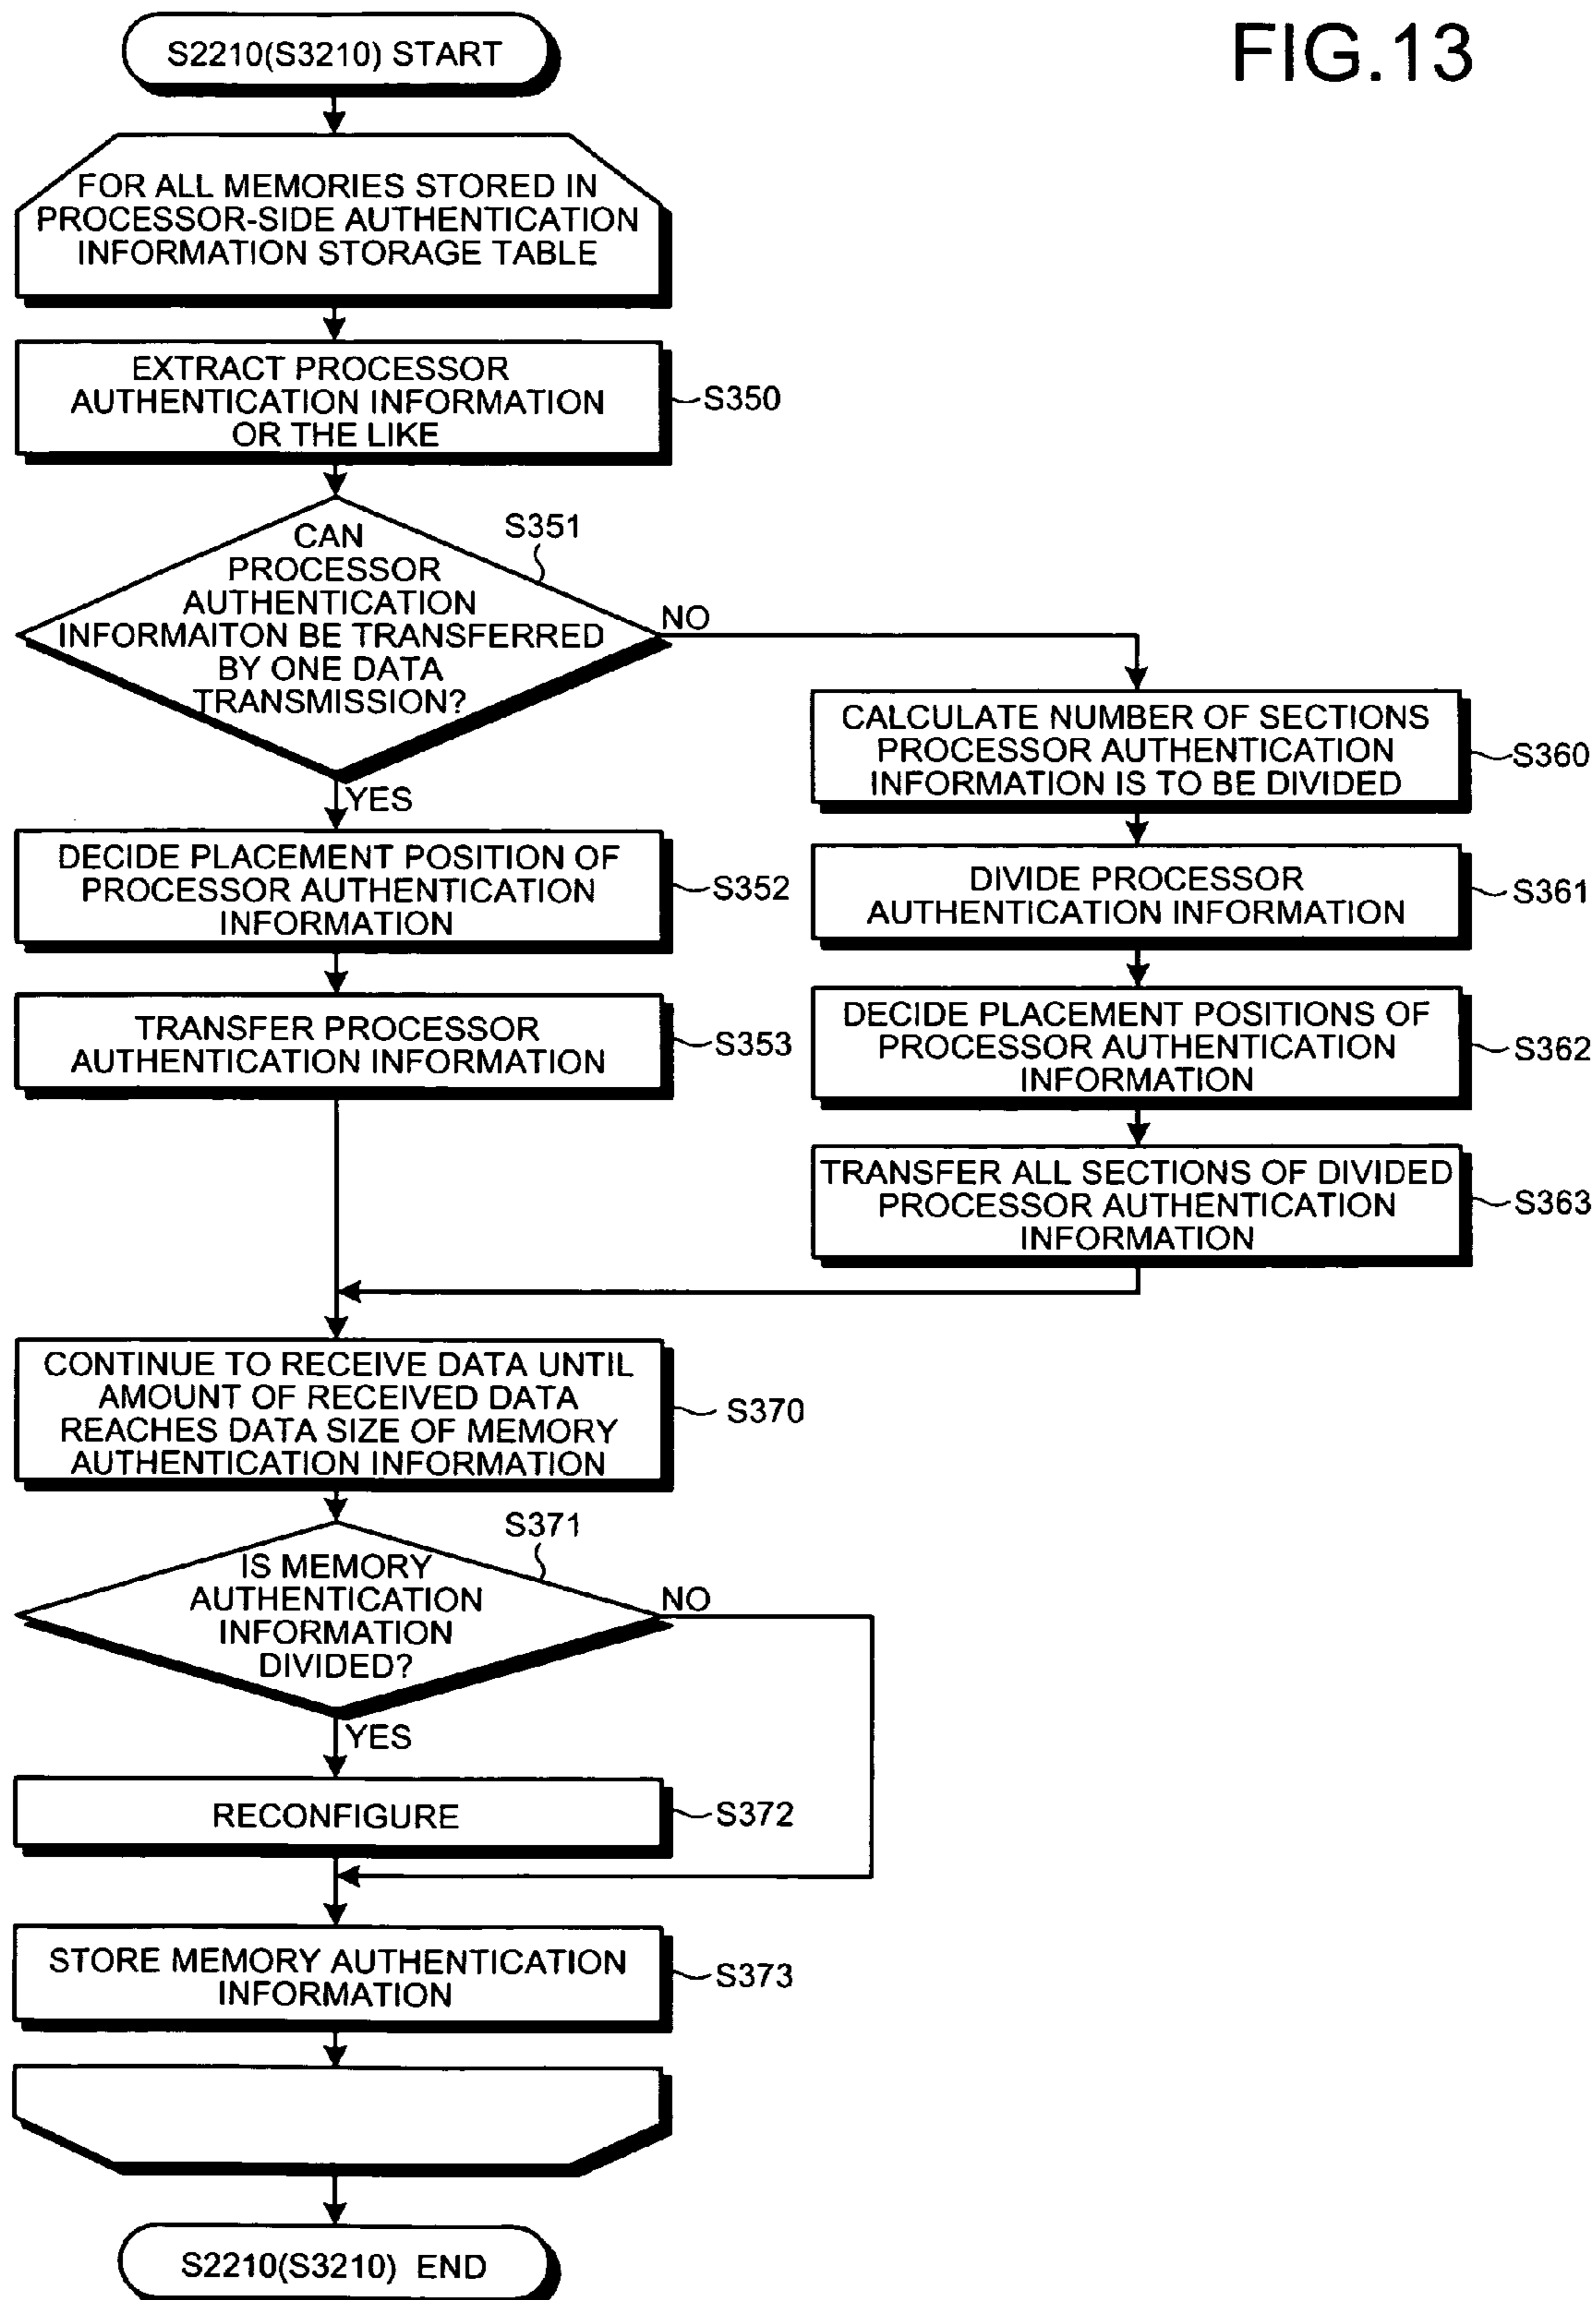 FIG.13
S2210(S3210) START
FOR ALL MEMORIES STORED IN
PROCESSOR-SIDE AUTHENTICATION
INFORMATION STORAGE TABLE
EXTRACT PROCESSOR
AUTHENTICATION INFORMATION
OR THE LIKE
S350
CAN
PROCESSOR
AUTHENTICATION
INFORMAITON BE TRANSFERRED
BY ONE DATA
TRANSMISSION?
S351
NO
YES
CALCULATE NUMBER OF SECTIONS
PROCESSOR AUTHENTICATION
INFORMATION IS TO BE DIVIDED
S360
DECIDE PLACEMENT POSITION OF
PROCESSOR AUTHENTICATION
INFORMATION
S352
DIVIDE PROCESSOR
AUTHENTICATION INFORMATION
S361
TRANSFER PROCESSOR
AUTHENTICATION INFORMATION
S353
DECIDE PLACEMENT POSITIONS OF
PROCESSOR AUTHENTICATION
INFORMATION
S362
TRANSFER ALL SECTIONS OF DIVIDED
PROCESSOR AUTHENTICATION
INFORMATION
S363
CONTINUE TO RECEIVE DATA UNTIL
AMOUNT OF RECEIVED DATA
REACHES DATA SIZE OF MEMORY
AUTHENTICATION INFORMATION
S370
IS MEMORY
AUTHENTICATION
INFORMATION
DIVIDED?
S371
NO
YES
RECONFIGURE
S372
STORE MEMORY AUTHENTICATION
INFORMATION
S373
S2210(S3210) END